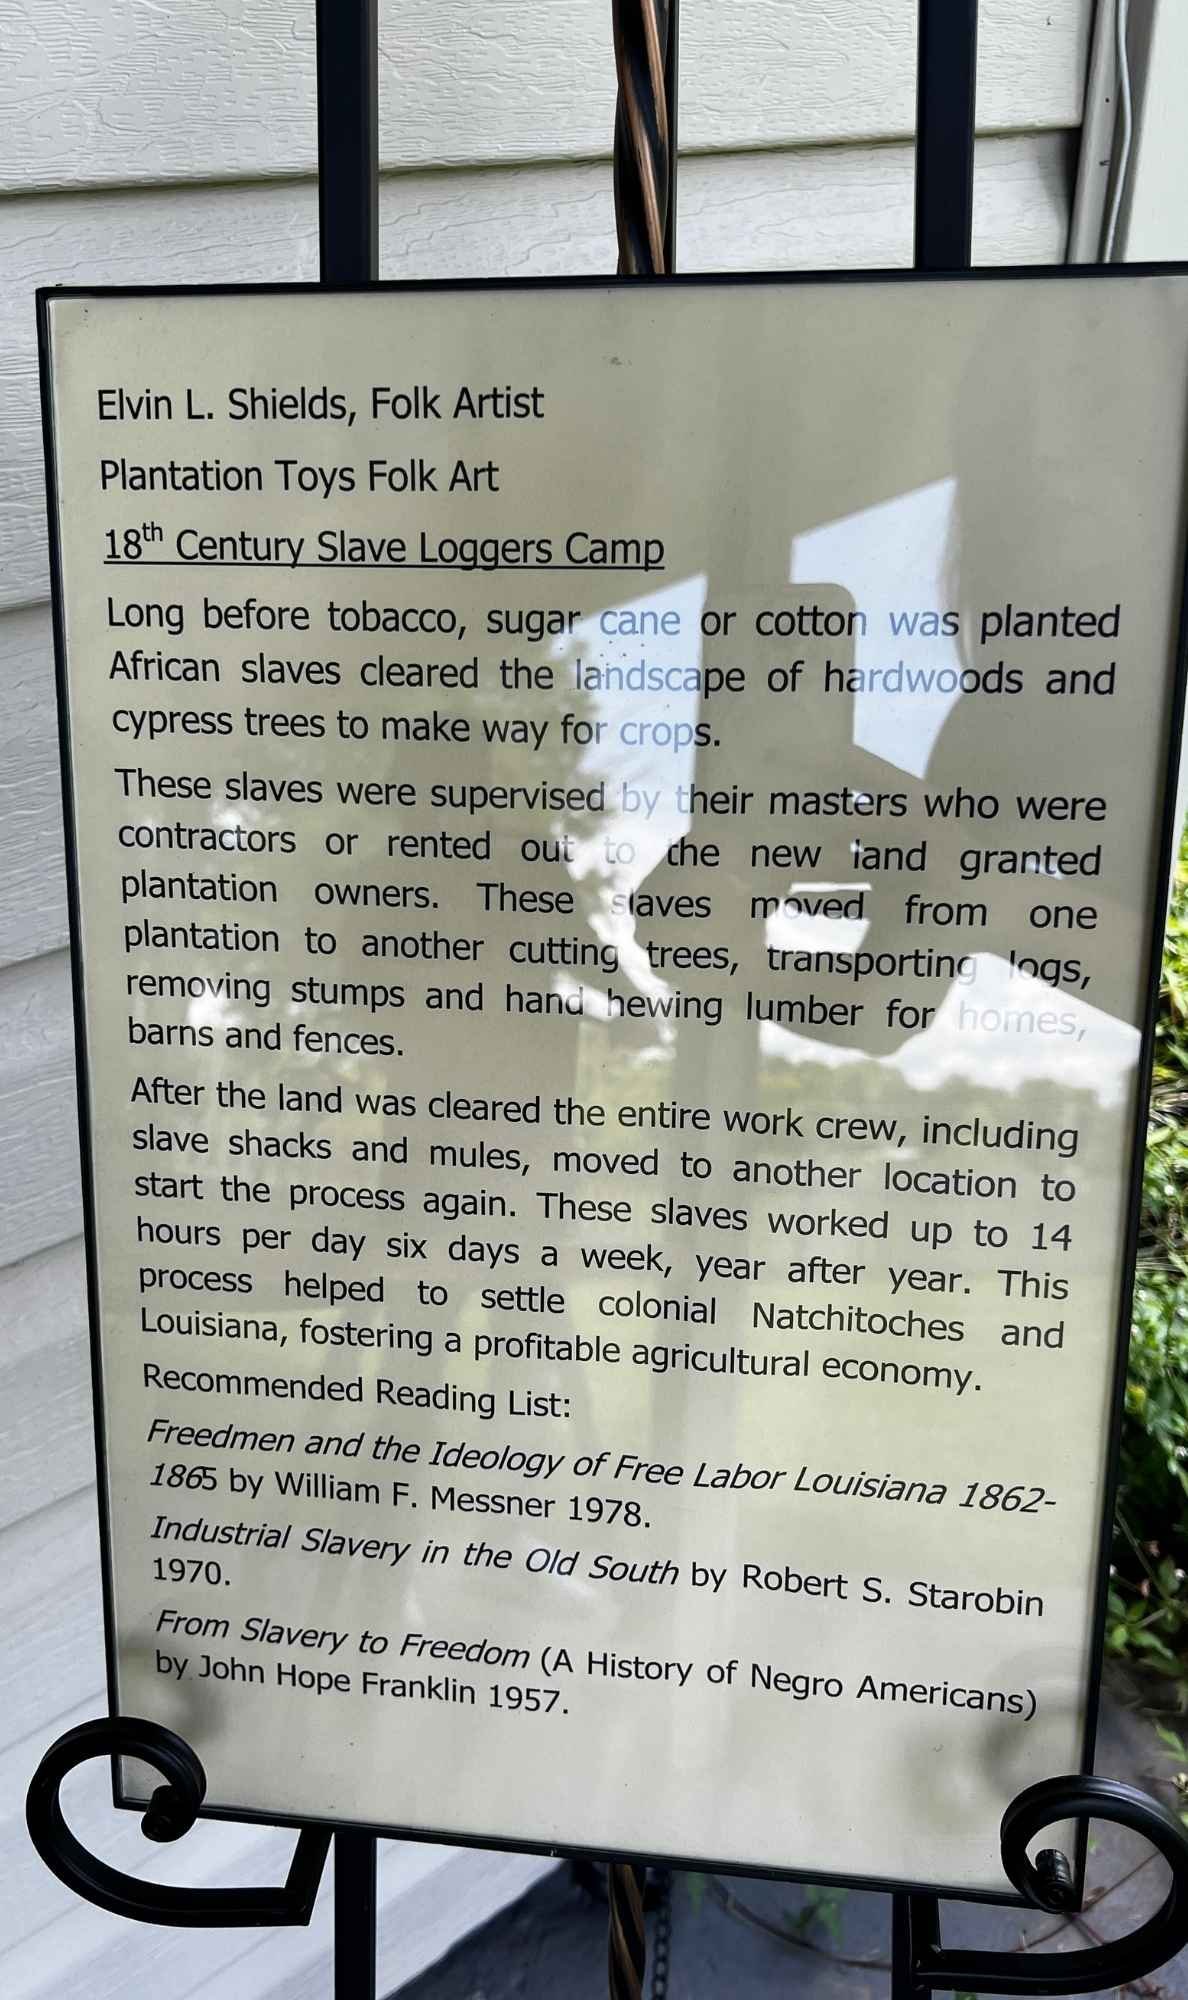 Elvin L. Shields, Folk Artist
Plantation Toys Folk Art
18th Century Slave Loggers Camp
Long before tobacco, sugar cane or cotton was planted
African slaves cleared the landscape of hardwoods and
cypress trees to make way for crops.
These slaves were supervised by their masters who were
contractors or rented out to the new land granted
plantation owners. These slaves moved from one
plantation to another cutting trees, transporting logs,
removing stumps and hand hewing lumber for homes,
barns and fences.
After the land was cleared the entire work crew, including
slave shacks and mules, moved to another location to
start the process again. These slaves worked up to 14
hours per day six days a week, year after year. This
process helped to settle colonial Natchitoches and
Louisiana, fostering a profitable agricultural economy.
Recommended Reading List:
Freedmen and the Ideology of Free Labor Louisiana 1862-
1865 by William F. Messner 1978.
Industrial Slavery in the Old South by Robert S. Starobin
1970.
From Slavery to Freedom (A History of Negro Americans)
by John Hope Franklin 1957.